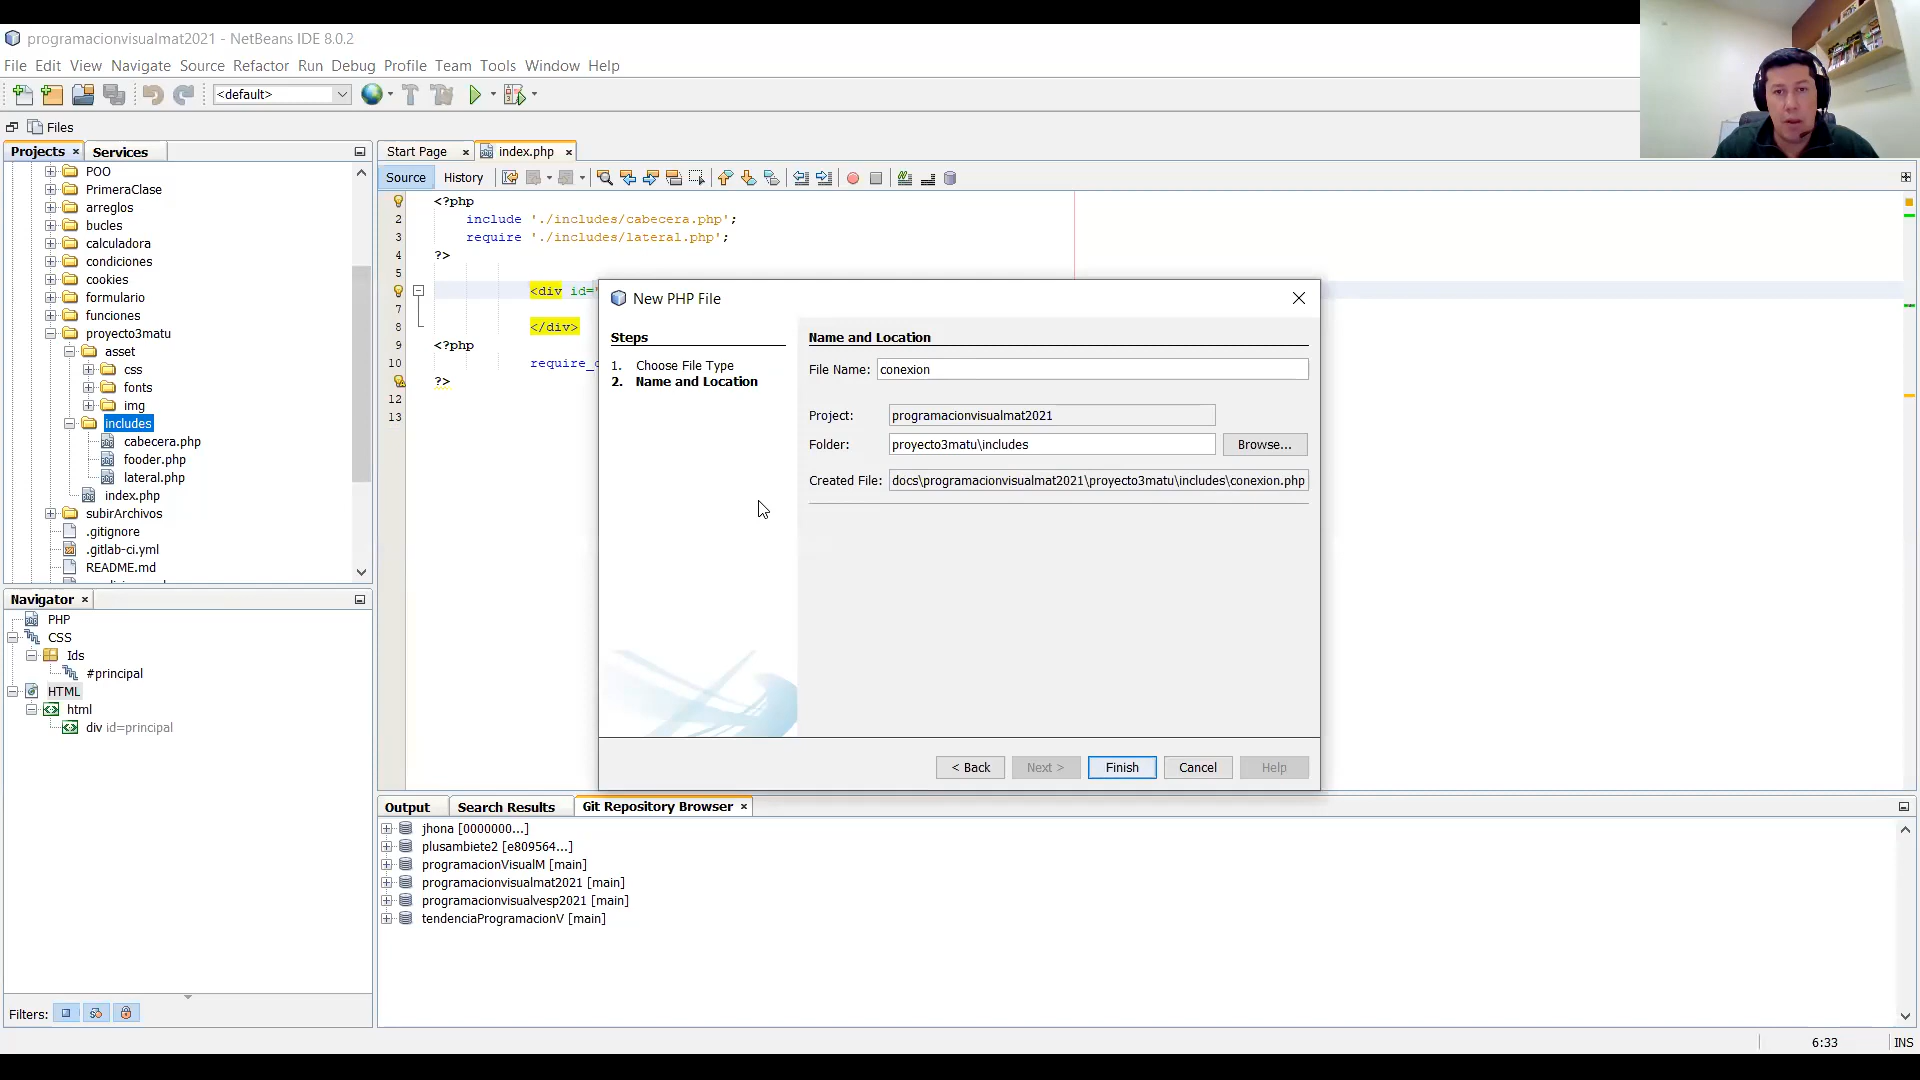 programacionvisualmat2021 - NetBeans IDE 8.0.2
File Edit View Navigate Source Refactor Run Debug Profile Team Tools Window Help
<default>
Files
Projects × Services
POO
PrimeraClase
arreglos
bucles
calculadora
condiciones
cookies
formulario
funciones
proyecto3matu
asset
css
fonts
img
includes
cabecera.php
fooder.php
lateral.php
index.php
subirArchivos
.gitignore
.gitlab-ci.yml
README.md
Navigator ×
PHP
CSS
Ids
#principal
HTML
html
div id=principal
Filters:
Start Page × index.php ×
Source History
<?php
2 include './includes/cabecera.php';
3 require './includes/lateral.php';
4 ?>
5
<div id=
7
8 </div>
9 <?php
10 require_
?>
12
13
New PHP File
Steps
1. Choose File Type
2. Name and Location
Name and Location
File Name: conexion
Project: programacionvisualmat2021
Folder: proyecto3matu\includes Browse...
Created File: docs\programacionvisualmat2021\proyecto3matu\includes\conexion.php
< Back Next > Finish Cancel Help
Output Search Results Git Repository Browser ×
jhona [0000000...]
plusambiete2 [e809564...]
programacionVisualM [main]
programacionvisualmat2021 [main]
programacionvisualvesp2021 [main]
tendenciaProgramacionV [main]
6:33 INS